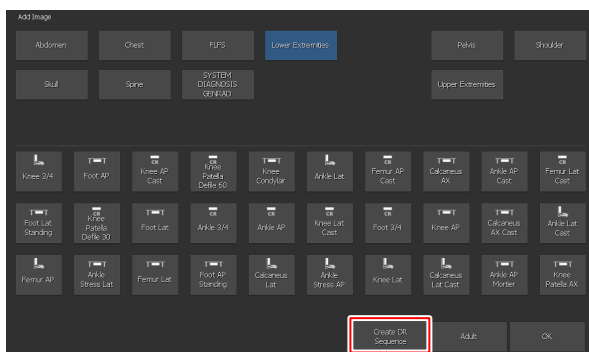 Add Image
Abdomen
Chest
FLFS
Lower Extremities
Pelvis
Shoulder
Skull
Spine
SYSTEM
DIAGNOSIS
GENRAD
Upper Extremities
Knee 3/4
Foot AP
CR
Knee AP
Cast
CR
Knee
Patella
Defile 60
Knee
Condylair
Ankle Lat
CR
Femur AP
Cast
Calcaneus
AX
Ankle AP
Cast
CR
Femur Lat
Cast
Foot Lat
Standing
CR
Knee
Patella
Defile 30
Foot Lat
CR
Ankle 3/4
CR
Ankle AP
CR
Knee Lat
Cast
CR
Foot 3/4
Knee AP
Calcaneus
AX Cast
Ankle Lat
Cast
Femur AP
Ankle
Stress Lat
Femur Lat
Foot AP
Standing
Calcaneus
Lat
Ankle
Stress AP
Knee Lat
Calcaneus
Lat Cast
Ankle AP
Mortier
Knee
Patella AX
Create DR
Sequence
Adult
OK